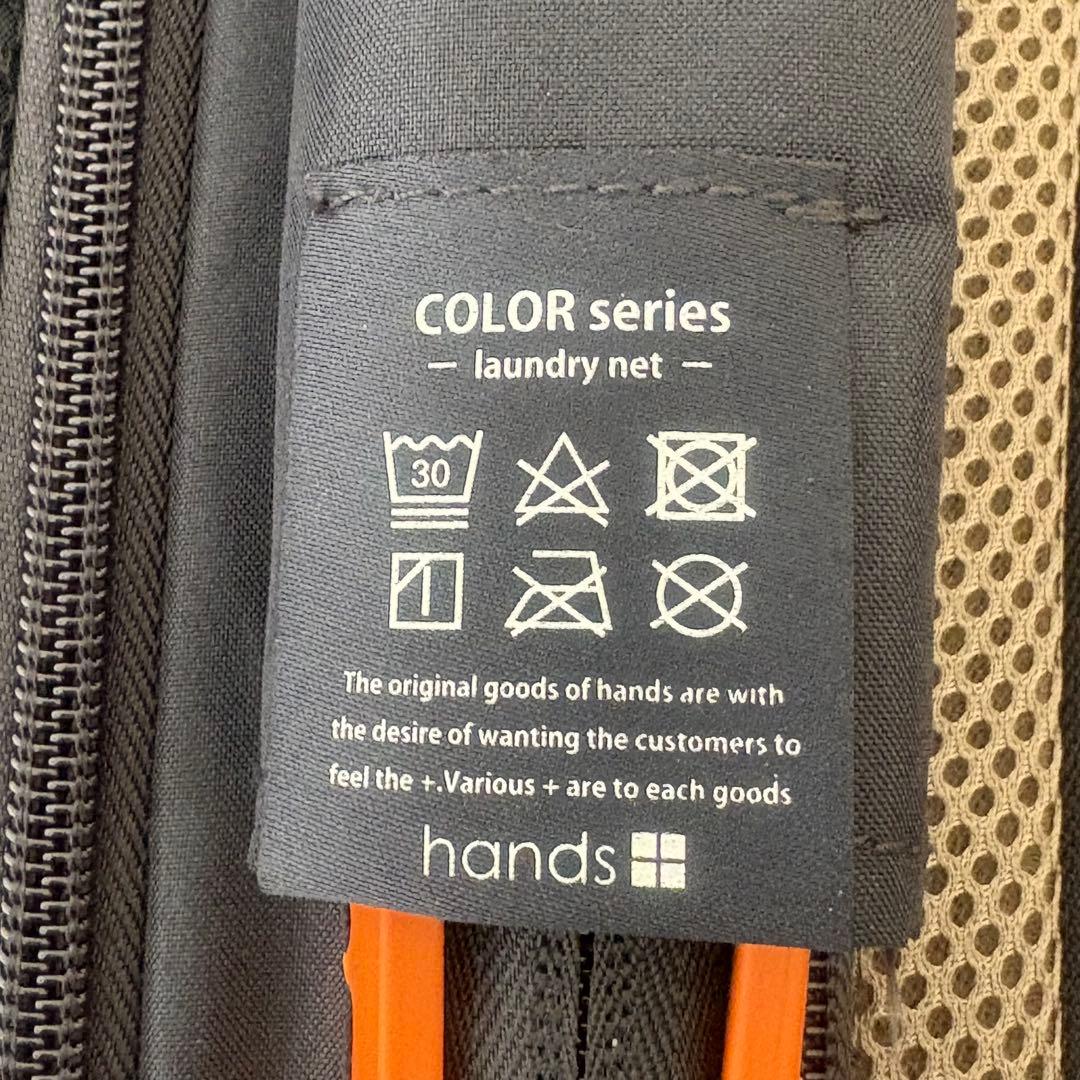 COLOR series
— laundry net —
30
The original goods of hands are with
the desire of wanting the customers to
feel the +.Various + are to each goods
hands